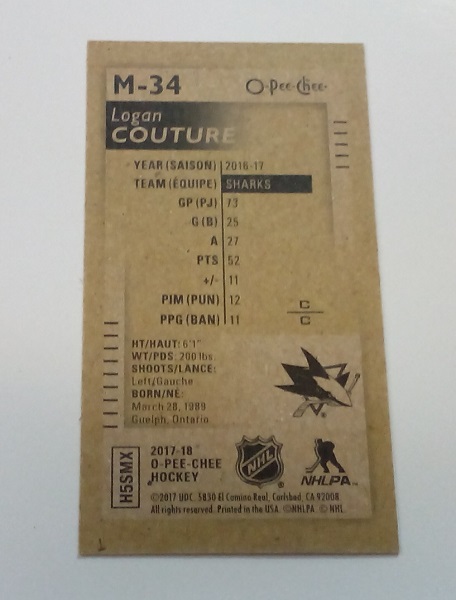 M-34 O-Pee-Chee
Logan
COUTURE
YEAR (SAISON) 2016-17
TEAM (ÉQUIPE) SHARKS
GP (PJ) 73
G (B) 25
A 27
PTS 52
+/- 11
PIM (PUN) 12
PPG (BAN) 11
C
C
HT/HAUT: 6'1"
WT/PDS: 200 lbs.
SHOOTS/LANCE:
Left/Gauche
BORN/NÉ:
March 28, 1989
Guelph, Ontario
H5SMX
2017-18
O-PEE-CHEE
HOCKEY
NHL
NHLPA
©2017 UDC. 5830 El Camino Real, Carlsbad, CA 92008
All rights reserved. Printed in the USA. ©NHLPA © NHL.